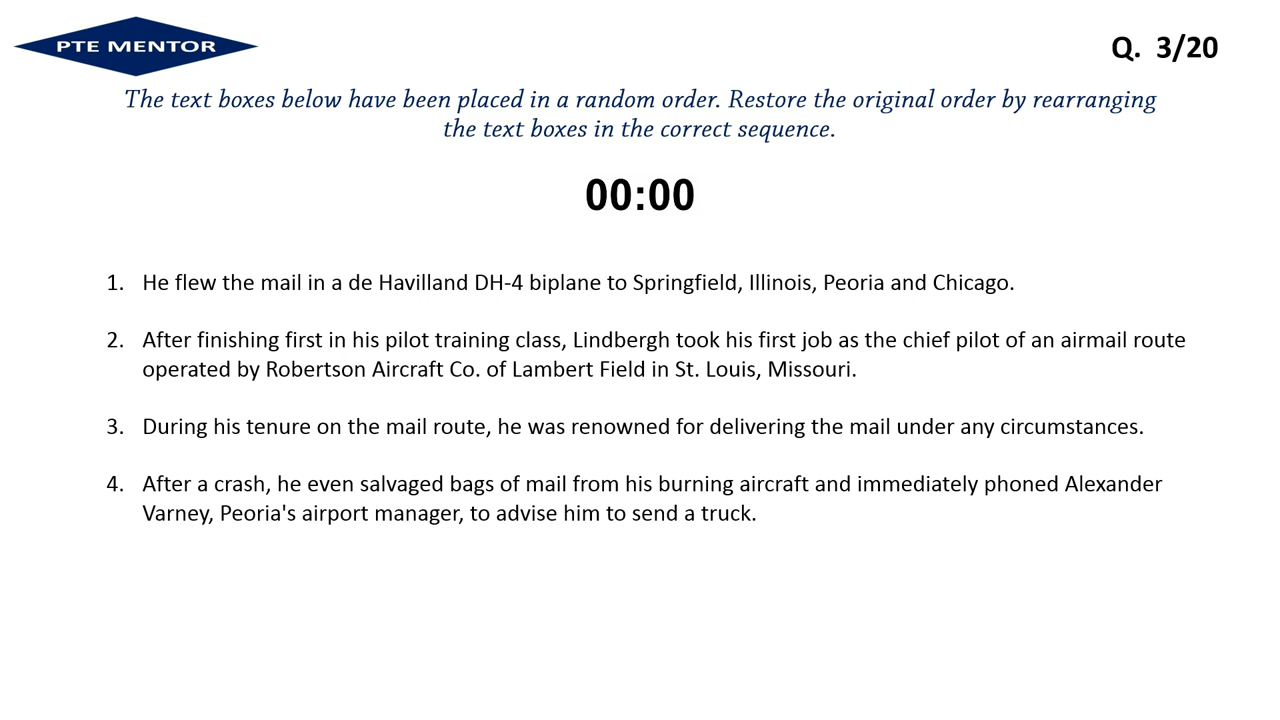 PTE MENTOR
Q. 3/20
The text boxes below have been placed in a random order. Restore the original order by rearranging
the text boxes in the correct sequence.
00:00
1. He flew the mail in a de Havilland DH-4 biplane to Springfield, Illinois, Peoria and Chicago.
2. After finishing first in his pilot training class, Lindbergh took his first job as the chief pilot of an airmail route
operated by Robertson Aircraft Co. of Lambert Field in St. Louis, Missouri.
3. During his tenure on the mail route, he was renowned for delivering the mail under any circumstances.
4. After a crash, he even salvaged bags of mail from his burning aircraft and immediately phoned Alexander
Varney, Peoria's airport manager, to advise him to send a truck.